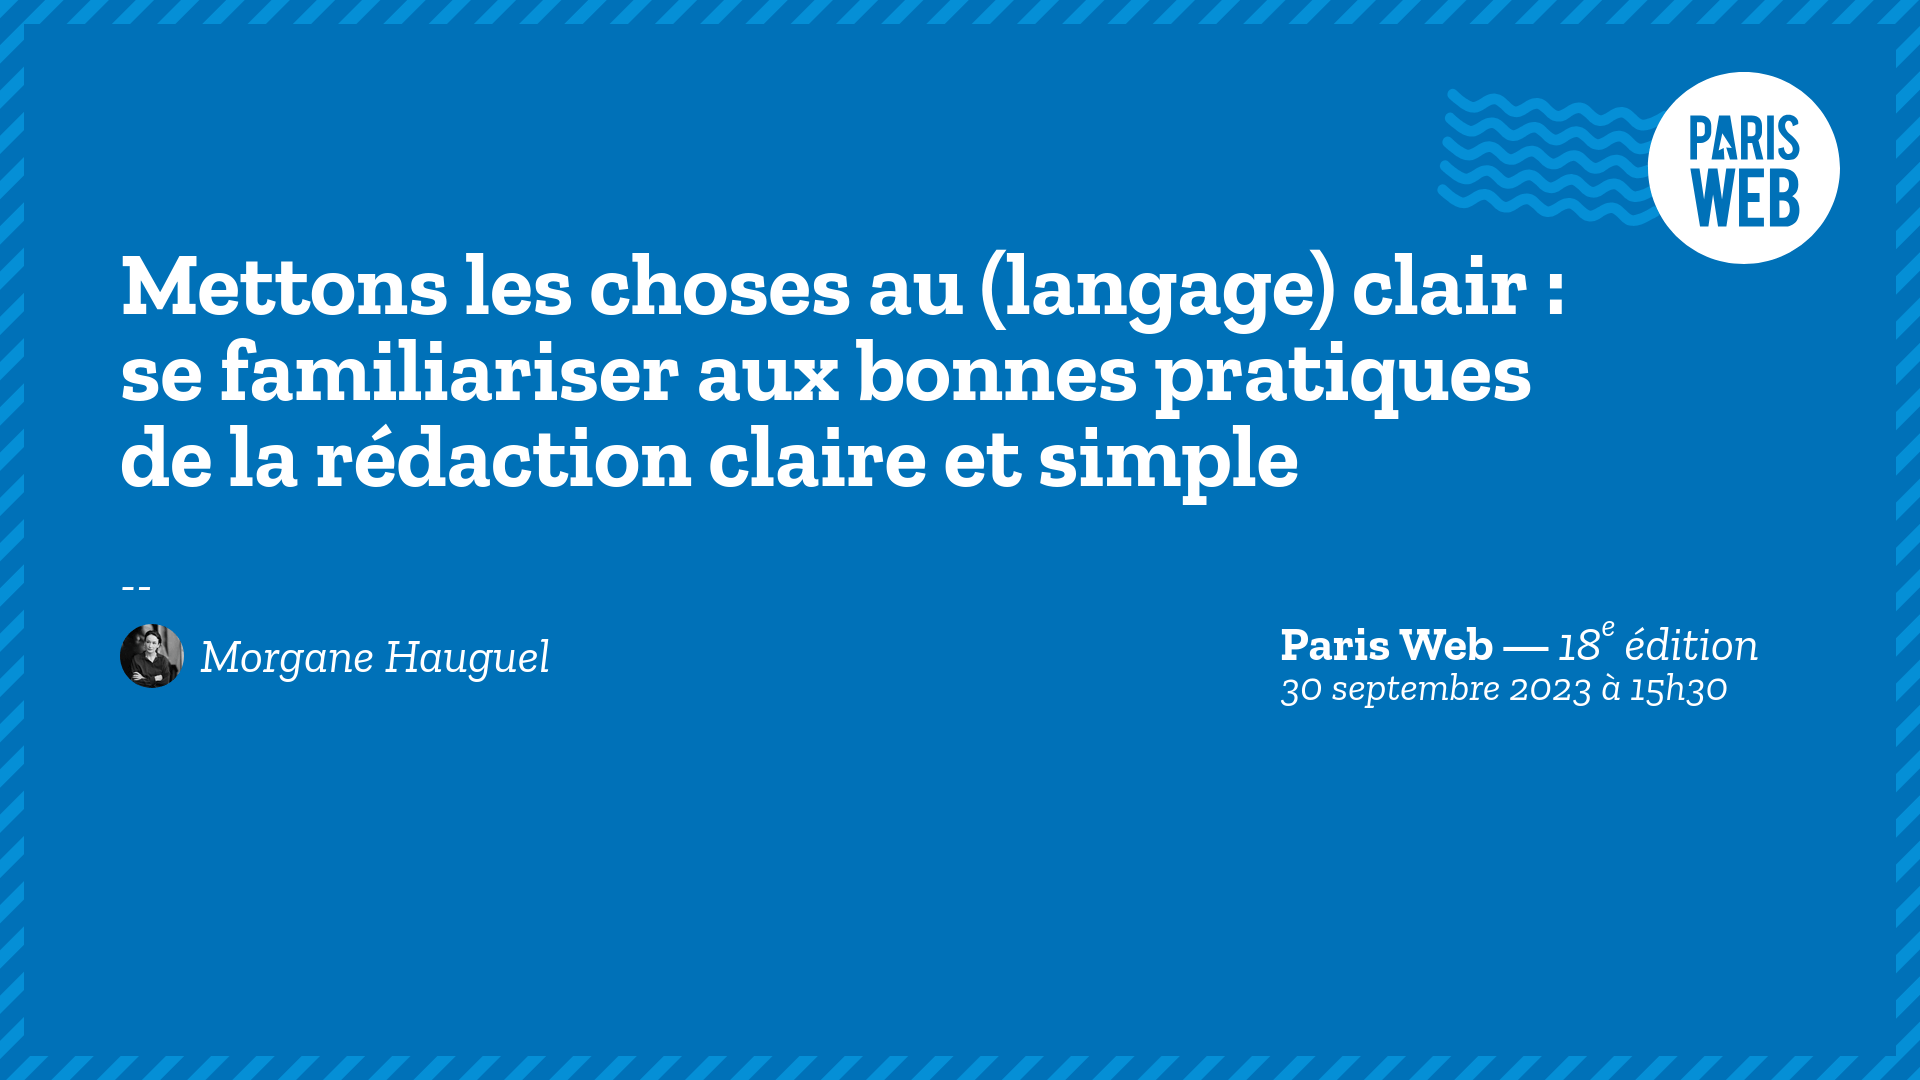 PARIS
WEB
Mettons les choses au (langage) clair :
se familiariser aux bonnes pratiques
de la rédaction claire et simple
--
Morgane Hauguel
Paris Web — 18e édition
30 septembre 2023 à 15h30